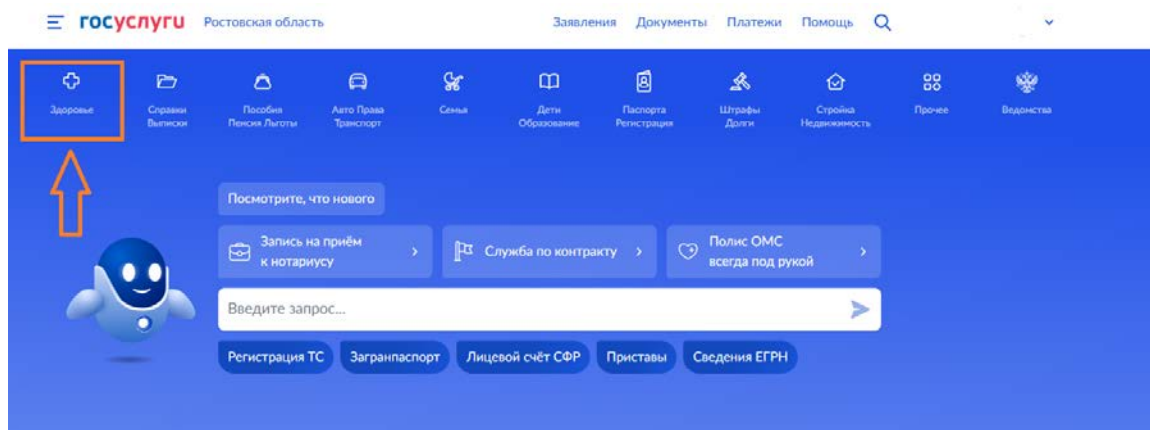 госуслуги Ростовская область Заявления Документы Платежи Помощь
Здоровье
Справки
Выписки
Пособия
Пенсия Льготы
Авто Права
Транспорт
Семья
Дети
Образование
Паспорта
Регистрация
Штрафы
Долги
Стройка
Недвижимость
Прочее
Ведомства
Посмотрите, что нового
Запись на приём
к нотариусу
Служба по контракту
Полис ОМС
всегда под рукой
Введите запрос...
Регистрация ТС Загранпаспорт Лицевой счёт СФР Приставы Сведения ЕГРН